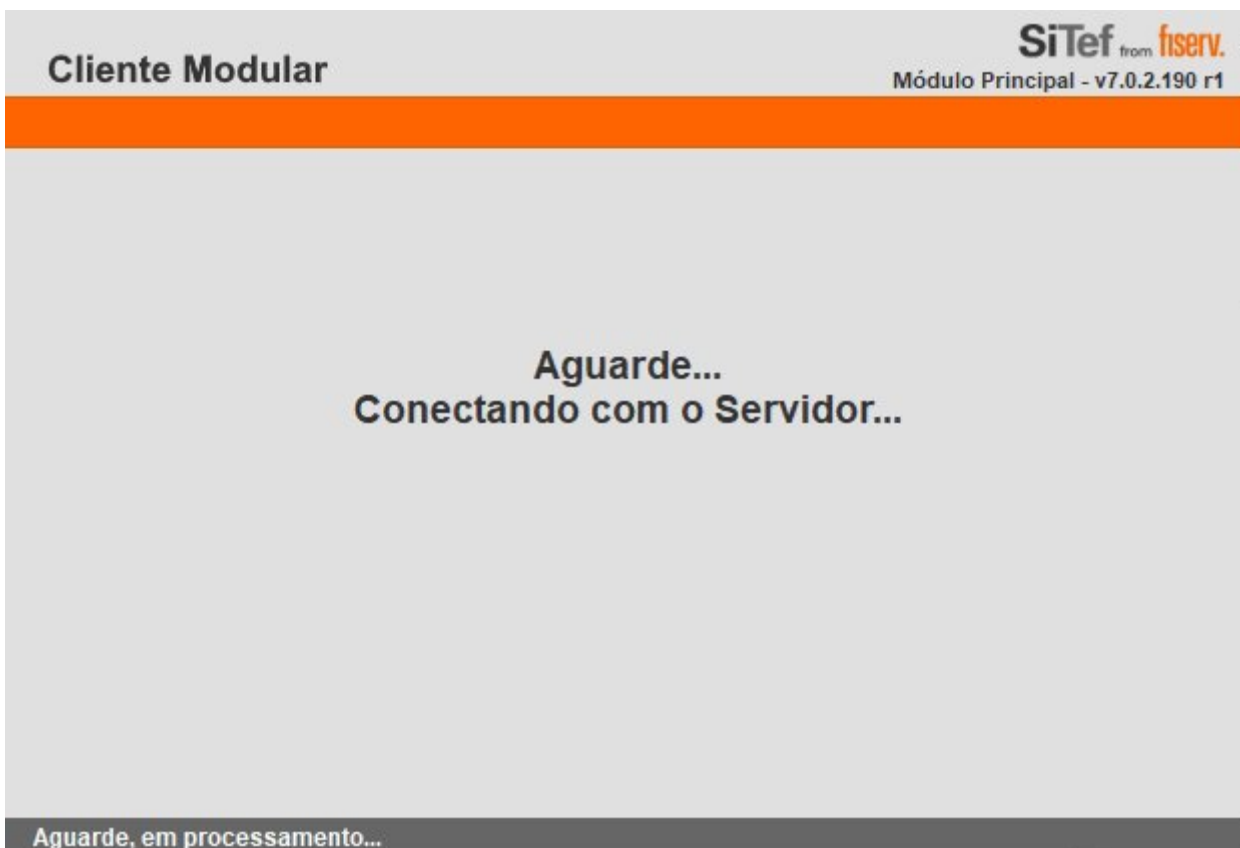 SiTef from fiserv.
Cliente Modular
Módulo Principal - v7.0.2.190 r1
Aguarde...
Conectando com o Servidor...
Aguarde, em processamento...